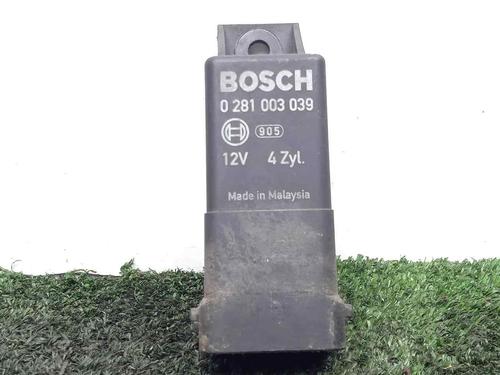 BOSCH
0 281 003 039
905
12V 4 Zyl.
Made in Malaysia